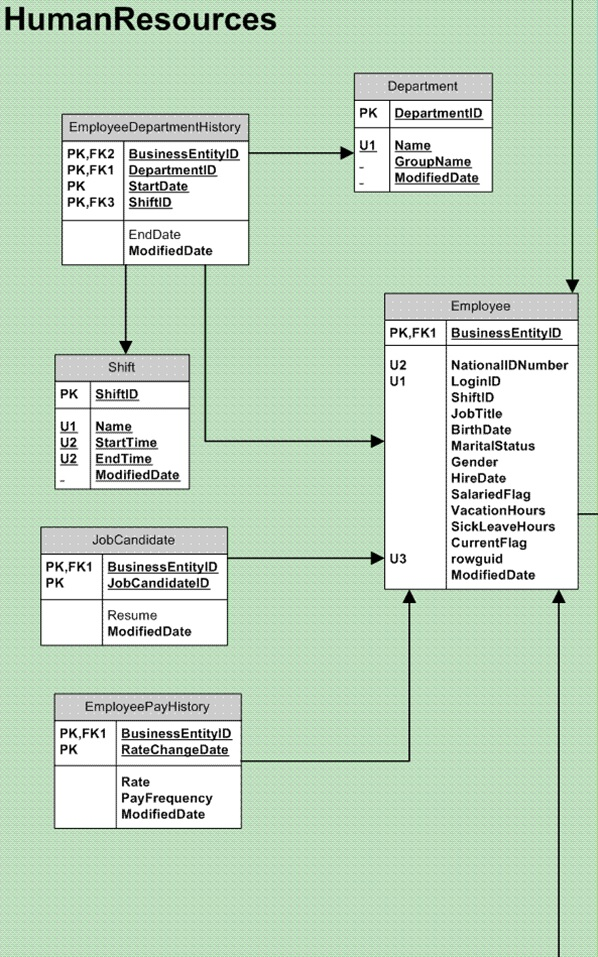 HumanResources
Department
PK DepartmentID
U1 Name
_ GroupName
_ ModifiedDate
EmployeeDepartmentHistory
PK,FK2 BusinessEntityID
PK,FK1 DepartmentID
PK StartDate
PK,FK3 ShiftID
EndDate
ModifiedDate
Employee
PK,FK1 BusinessEntityID
U2 NationalIDNumber
U1 LoginID
ShiftID
JobTitle
BirthDate
MaritalStatus
Gender
HireDate
SalariedFlag
VacationHours
SickLeaveHours
CurrentFlag
U3 rowguid
ModifiedDate
Shift
PK ShiftID
U1 Name
U2 StartTime
U2 EndTime
_ ModifiedDate
JobCandidate
PK,FK1 BusinessEntityID
PK JobCandidateID
Resume
ModifiedDate
EmployeePayHistory
PK,FK1 BusinessEntityID
PK RateChangeDate
Rate
PayFrequency
ModifiedDate